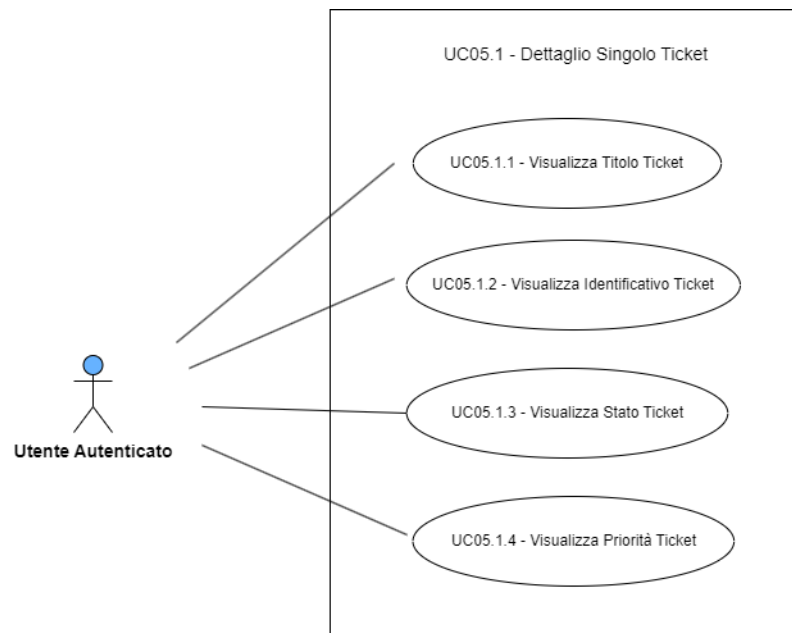 UC05.1 - Dettaglio Singolo Ticket
UC05.1.1 - Visualizza Titolo Ticket
UC05.1.2 - Visualizza Identificativo Ticket
UC05.1.3 - Visualizza Stato Ticket
Utente Autenticato
UC05.1.4 - Visualizza Priorità Ticket